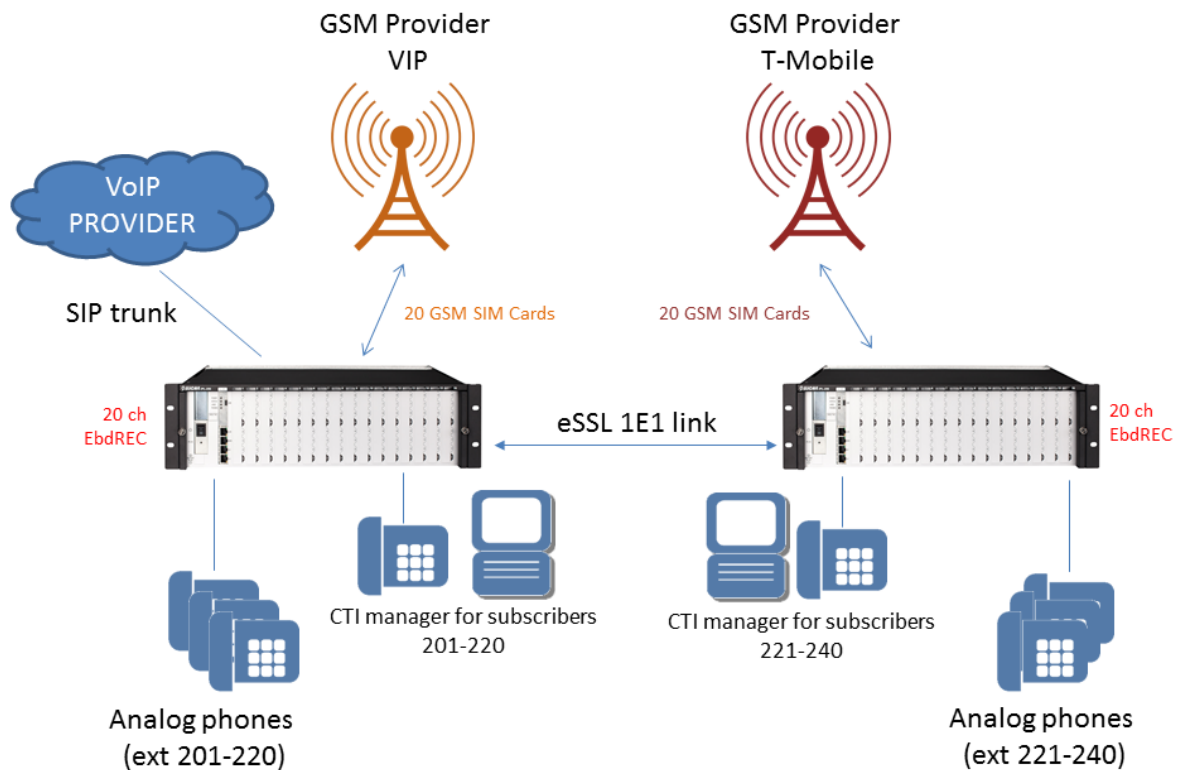 GSM Provider
VIP
GSM Provider
T-Mobile
VoIP
PROVIDER
SIP trunk
20 GSM SIM Cards
20 GSM SIM Cards
20 ch
EbdREC
eSSL 1E1 link
20 ch
EbdREC
CTI manager for subscribers
201-220
CTI manager for subscribers
221-240
Analog phones
(ext 201-220)
Analog phones
(ext 221-240)